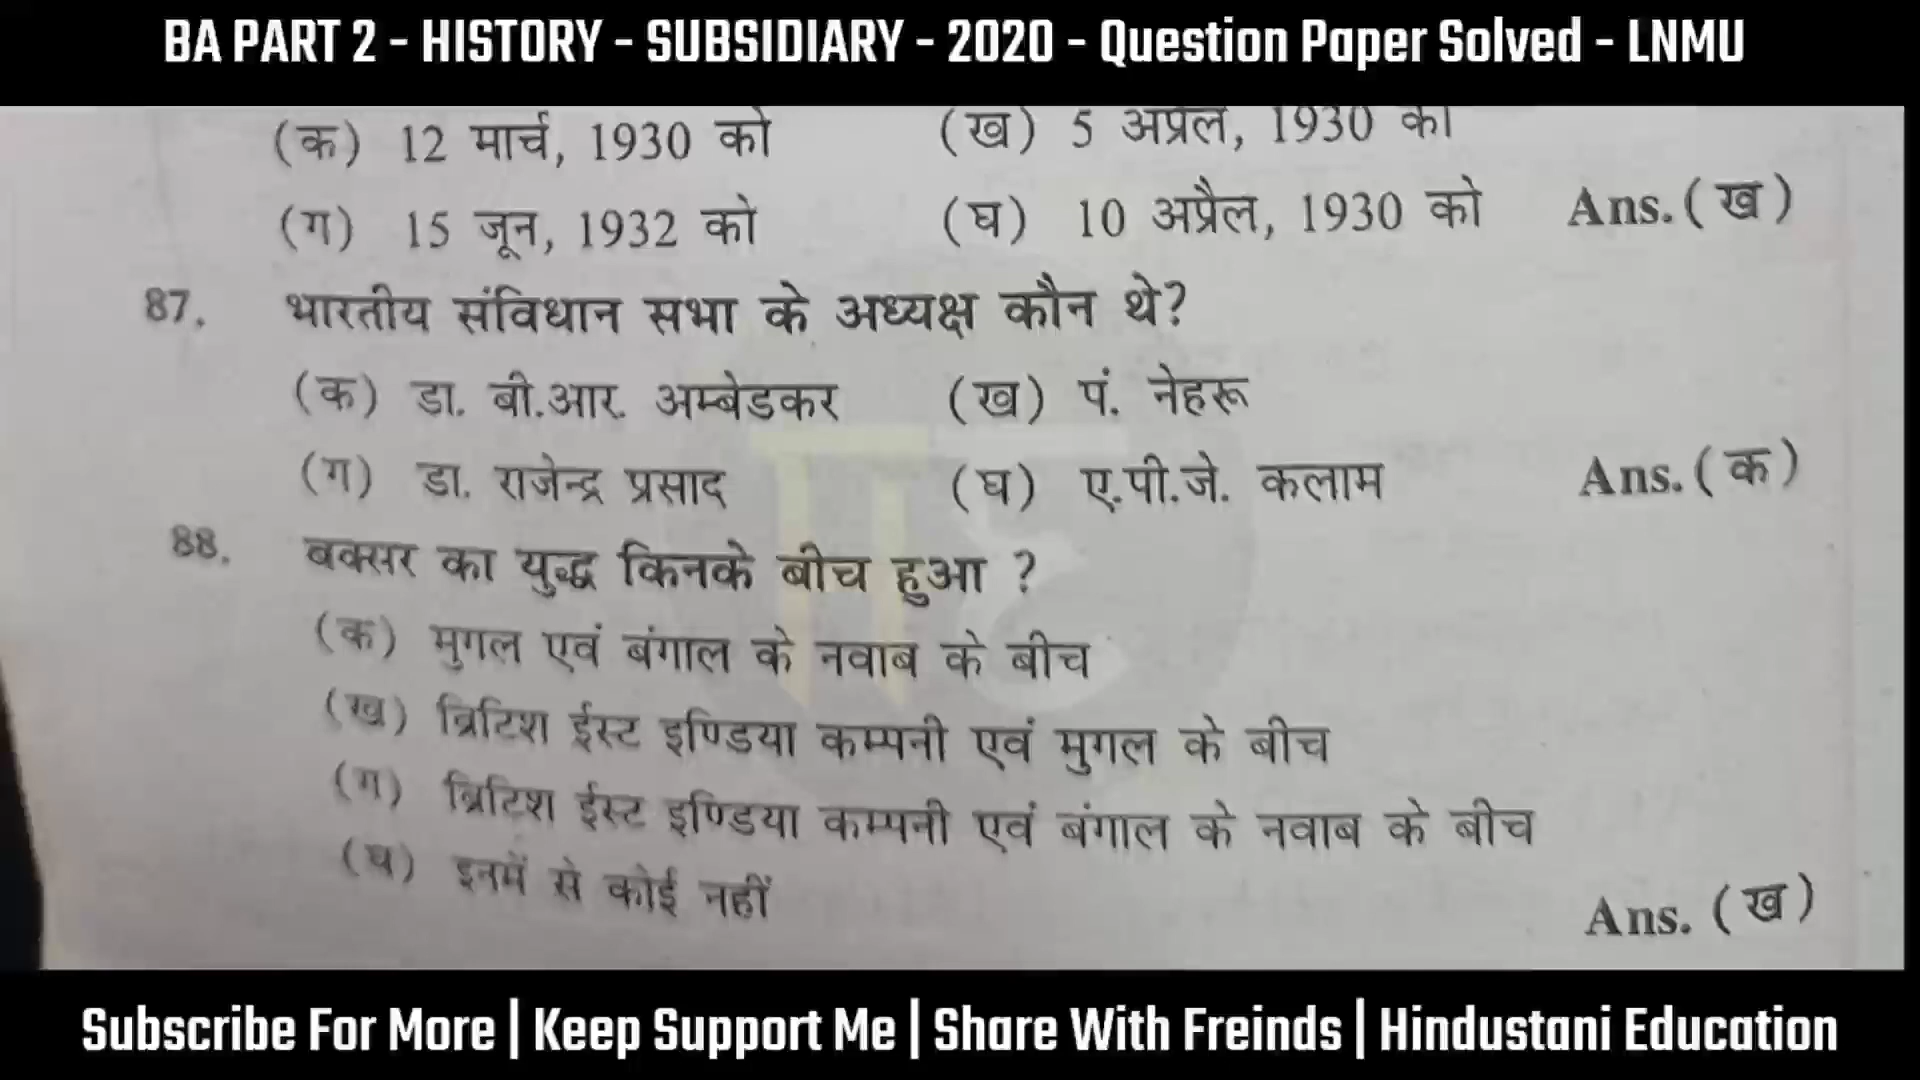 BA PART 2 - HISTORY - SUBSIDIARY - 2020 - Question Paper Solved - LNMU
(क) 12 मार्च, 1930 को (ख) 5 अप्रैल, 1930 को
(ग) 15 जून, 1932 को (घ) 10 अप्रैल, 1930 को Ans. (ख)
87. भारतीय संविधान सभा के अध्यक्ष कौन थे?
(क) डा. बी.आर. अम्बेडकर (ख) पं. नेहरू
(ग) डा. राजेन्द्र प्रसाद (घ) ए.पी.जे. कलाम Ans. (क)
88. बक्सर का युद्ध किनके बीच हुआ ?
(क) मुगल एवं बंगाल के नवाब के बीच
(ख) ब्रिटिश ईस्ट इण्डिया कम्पनी एवं मुगल के बीच
(ग) ब्रिटिश ईस्ट इण्डिया कम्पनी एवं बंगाल के नवाब के बीच
(घ) इनमें से कोई नहीं Ans. (ख)
Subscribe For More | Keep Support Me | Share With Freinds | Hindustani Education